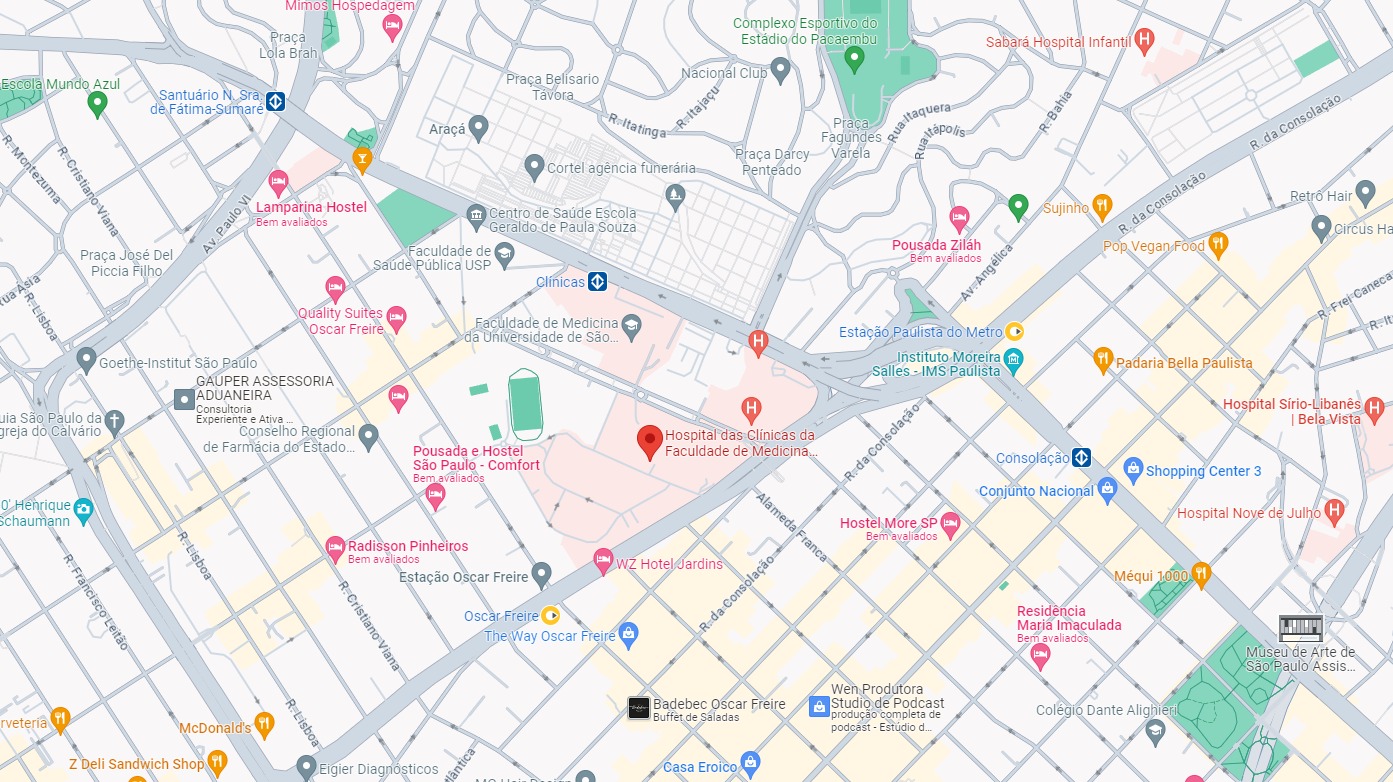 Mimos Hospedagem
Praça
Lola Brah
Complexo Esportivo do
Estádio do Pacaembu
Sabará Hospital Infantil
Nacional Club
Praça Belisario
Távora
Escola Mundo Azul
Santuário N. Sra.
de Fátima-Sumaré
R. Itatinga
R. Itajaçu
Rua Itaquera
Rua Itápolis
R. Bahia
R. da Consolação
Praça
Fagundes
Varela
Araçá
Cortel agência funerária
Praça Darcy
Penteado
R. Montezuma
R. Cristiano Viana
Lamparina Hostel
Bem avaliados
Av. Paulo VI
Centro de Saúde Escola
Geraldo de Paula Souza
Sujinho
R. da Consolação
Retrô Hair
Circus Ha
Pousada Ziláh
Bem avaliados
Pop Vegan Food
Praça José Del
Piccia Filho
Faculdade de
Saúde Pública USP
Clínicas
Av. Angélica
R. Frei Caneca
R. It
ua Asia
R. Lisboa
Quality Suites
Oscar Freire
Faculdade de Medicina
da Universidade de São...
Estação Paulista do Metro
Instituto Moreira
Salles - IMS Paulista
Padaria Bella Paulista
Goethe-Institut São Paulo
GAUPER ASSESSORIA
ADUANEIRA
Consultoria
Experiente e Ativa ...
uia São Paulo da
greja do Calvário
Conselho Regional
de Farmácia do Estado...
Hospital Sírio-Libanês
| Bela Vista
Hospital das Clínicas da
Faculdade de Medicina...
R. da Consolação
Pousada e Hostel
São Paulo - Comfort
Bem avaliados
Consolação
Shopping Center 3
Conjunto Nacional
0' Henrique
Schaumann
Alameda Franca
Hostel More SP
Bem avaliados
Hospital Nove de Julho
R. Lisboa
Radisson Pinheiros
Bem avaliados
WZ Hotel Jardins
Estação Oscar Freire
Méqui 1000
R. Francisco Leitão
R. Cristiano Viana
R. da Consolação
Oscar Freire
The Way Oscar Freire
Residência
Maria Imaculada
Bem avaliados
Museu de Arte de
São Paulo Assis...
Badebec Oscar Freire
Buffet de Saladas
Wen Produtora
Studio de Podcast
produção completa de
podcast - Estúdio d...
Colégio Dante Alighieri
rveteria
McDonald's
R. Lisboa
Z Deli Sandwich Shop
Eigier Diagnósticos
lântica
Casa Eroico